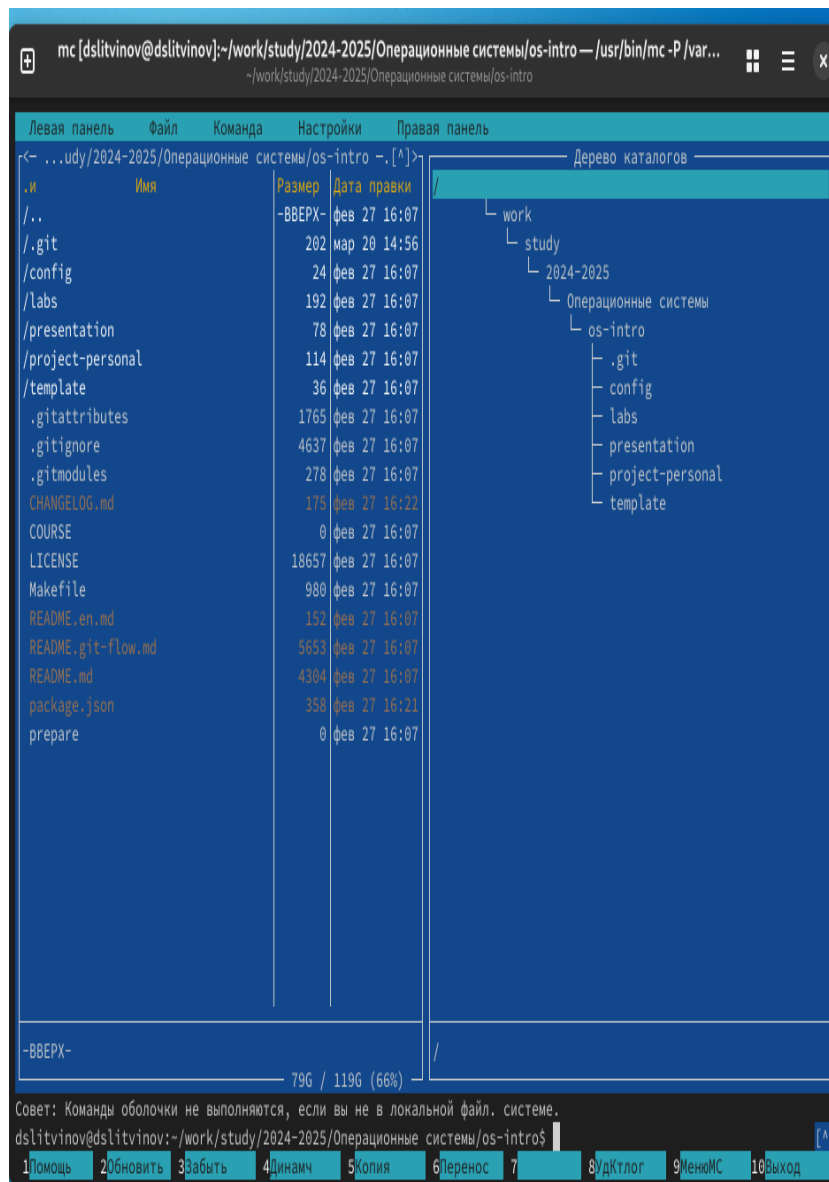 mc [dslitvinov@dslitvinov]:~/work/study/2024-2025/Операционные системы/os-intro — /usr/bin/mc -P /var…
~/work/study/2024-2025/Операционные системы/os-intro
Левая панель Файл Команда Настройки Правая панель
<— ...udy/2024-2025/Операционные системы/os-intro —.[^]> Дерево каталогов
.и Имя Размер Дата правки /
/.. -ВВЕРХ- фев 27 16:07 work
/.git 202 мар 20 14:56 study
/config 24 фев 27 16:07 2024-2025
/labs 192 фев 27 16:07 Операционные системы
/presentation 78 фев 27 16:07 os-intro
/project-personal 114 фев 27 16:07 .git
/template 36 фев 27 16:07 config
.gitattributes 1765 фев 27 16:07 labs
.gitignore 4637 фев 27 16:07 presentation
.gitmodules 278 фев 27 16:07 project-personal
CHANGELOG.md 175 фев 27 16:22 template
COURSE 0 фев 27 16:07
LICENSE 18657 фев 27 16:07
Makefile 980 фев 27 16:07
README.en.md 152 фев 27 16:07
README.git-flow.md 5653 фев 27 16:07
README.md 4304 фев 27 16:07
package.json 358 фев 27 16:21
prepare 0 фев 27 16:07
-ВВЕРХ- /
79G / 119G (66%)
Совет: Команды оболочки не выполняются, если вы не в локальной файл. системе.
dslitvinov@dslitvinov:~/work/study/2024-2025/Операционные системы/os-intro$ [^
1Помощь 2Обновить 3Забыть 4Динамч 5Копия 6Перенос 7 8УдКтлог 9МенюМС 10Выход